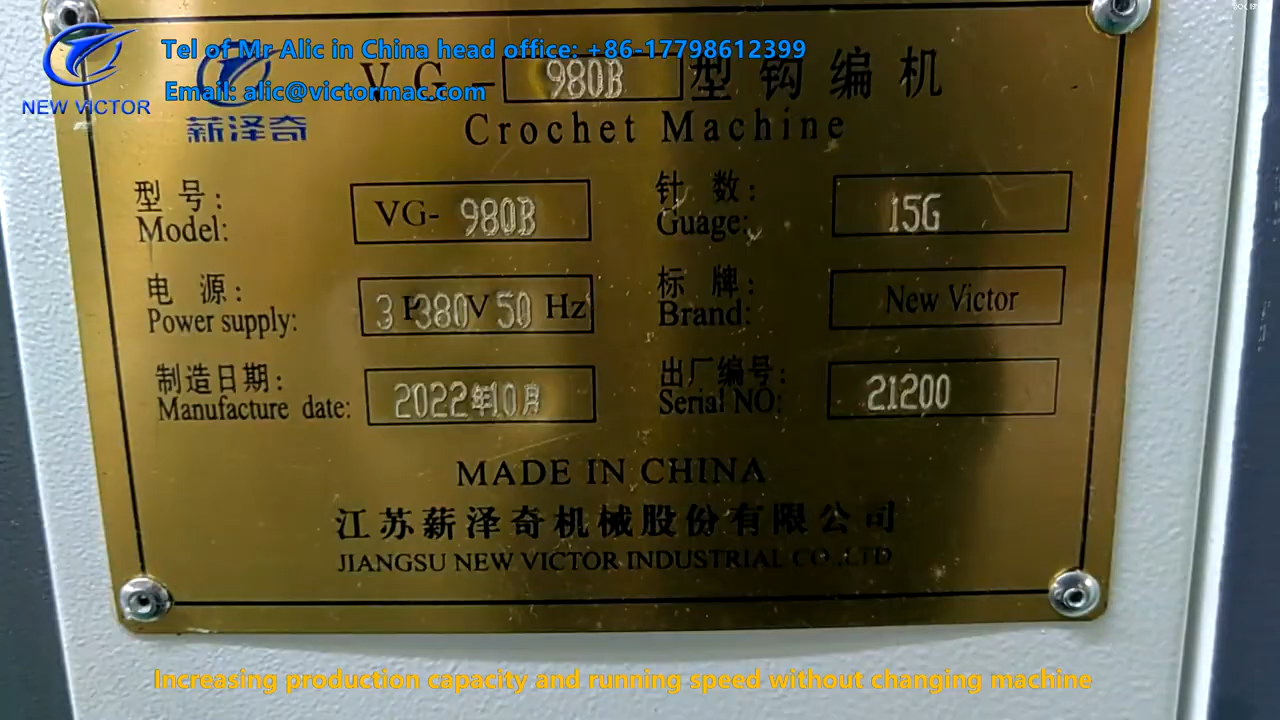 Tel of Mr Alic in China head office: +86-17798612399
Email: alic@victormac.com
NEW VICTOR
薪泽奇
VG-980B型钩编机
Crochet Machine
型号: 针数:
Model: VG-980B Guage: 15G
电源: 标牌:
Power supply: 3P380V 50 Hz Brand: New Victor
制造日期: 出厂编号:
Manufacture date: 2022年10月 Serial NO: 21200
MADE IN CHINA
江苏薪泽奇机械股份有限公司
JIANGSU NEW VICTOR INDUSTRIAL CO.,LTD
Increasing production capacity and running speed without changing machine